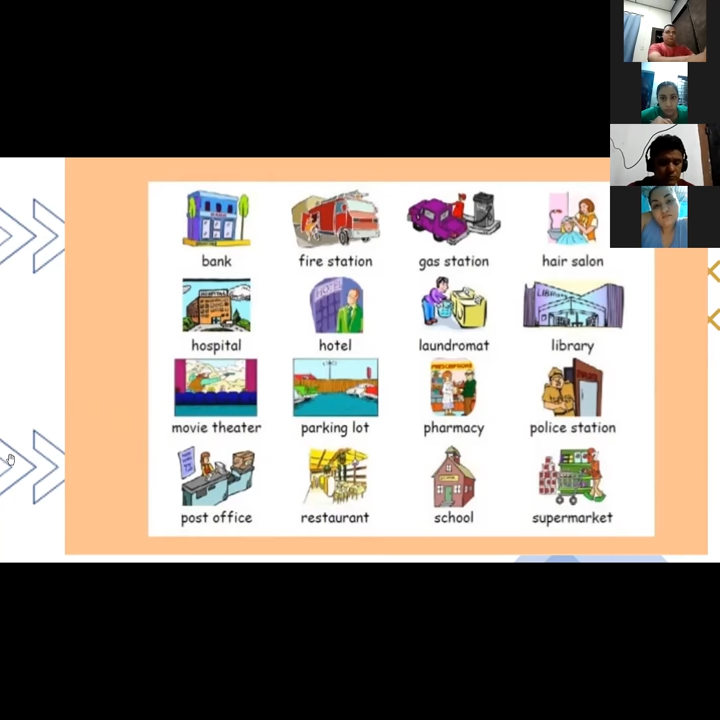 bank
fire station
gas station
hair salon
hospital
hotel
laundromat
library
movie theater
parking lot
pharmacy
police station
post office
restaurant
school
supermarket